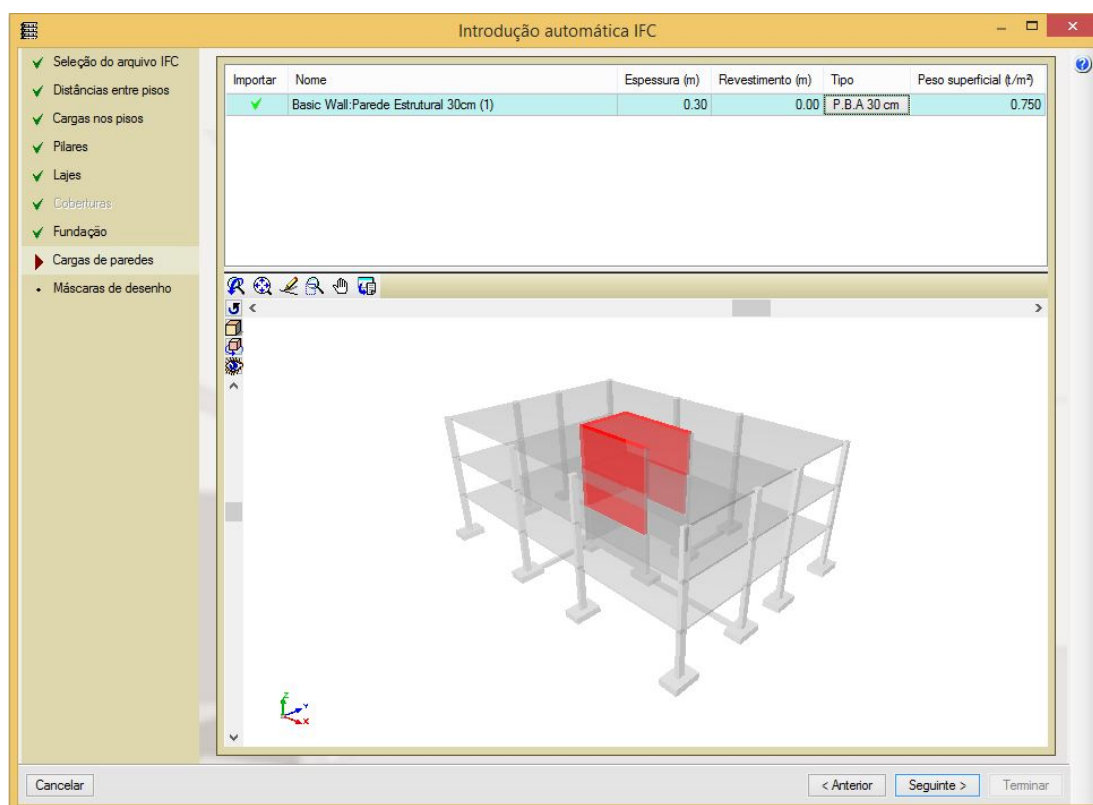 Introdução automática IFC
Seleção do arquivo IFC
Distâncias entre pisos
Cargas nos pisos
Pilares
Lajes
Coberturas
Fundação
Cargas de paredes
Máscaras de desenho
Importar Nome Espessura (m) Revestimento (m) Tipo Peso superficial (t/m²)
Basic Wall:Parede Estrutural 30cm (1) 0.30 0.00 P.B.A 30 cm 0.750
Z
Y
X
Cancelar < Anterior Seguinte > Terminar